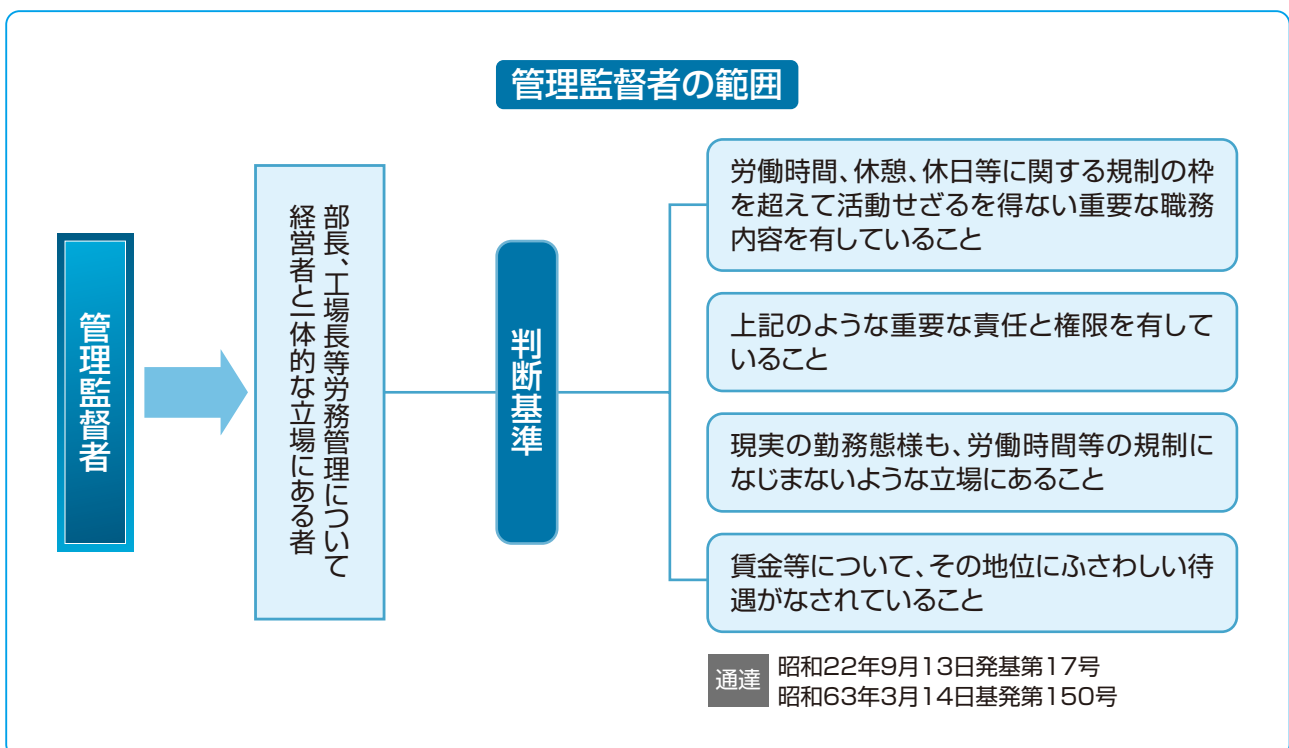 管理監督者の範囲
管理監督者
部長、工場長等労務管理について
経営者と一体的な立場にある者
判断基準
労働時間、休憩、休日等に関する規制の枠
を超えて活動せざるを得ない重要な職務
内容を有していること
上記のような重要な責任と権限を有して
いること
現実の勤務態様も、労働時間等の規制に
なじまないような立場にあること
賃金等について、その地位にふさわしい待
遇がなされていること
通達
昭和22年9月13日発基第17号
昭和63年3月14日基発第150号